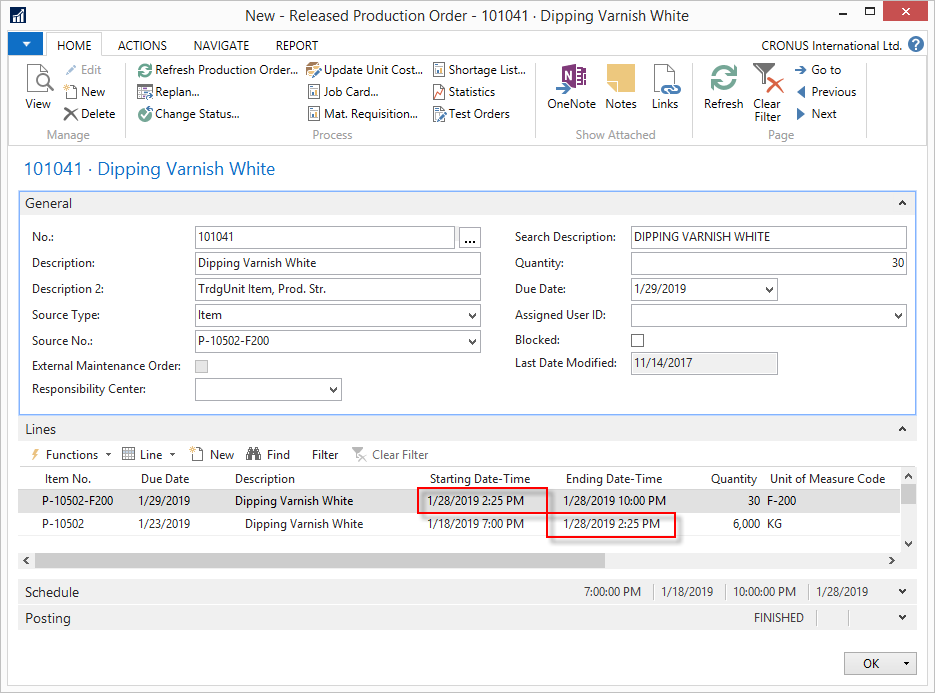 New - Released Production Order - 101041 · Dipping Varnish White
HOME ACTIONS NAVIGATE REPORT CRONUS International Ltd.
View Edit New Delete
Manage
Refresh Production Order... Replan... Change Status...
Update Unit Cost... Job Card... Mat. Requisition...
Shortage List... Statistics Test Orders
Process
OneNote Notes Links
Show Attached
Refresh Clear Filter Go to Previous Next
Page
101041 · Dipping Varnish White
General
No.: 101041 ...
Description: Dipping Varnish White
Description 2: TrdgUnit Item, Prod. Str.
Source Type: Item
Source No.: P-10502-F200
External Maintenance Order:
Responsibility Center:
Search Description: DIPPING VARNISH WHITE
Quantity: 30
Due Date: 1/29/2019
Assigned User ID:
Blocked:
Last Date Modified: 11/14/2017
Lines
Functions Line New Find Filter Clear Filter
Item No. Due Date Description Starting Date-Time Ending Date-Time Quantity Unit of Measure Code
P-10502-F200 1/29/2019 Dipping Varnish White 1/28/2019 2:25 PM 1/28/2019 10:00 PM 30 F-200
P-10502 1/23/2019 Dipping Varnish White 1/18/2019 7:00 PM 1/28/2019 2:25 PM 6,000 KG
Schedule 7:00:00 PM 1/18/2019 10:00:00 PM 1/28/2019
Posting FINISHED
OK